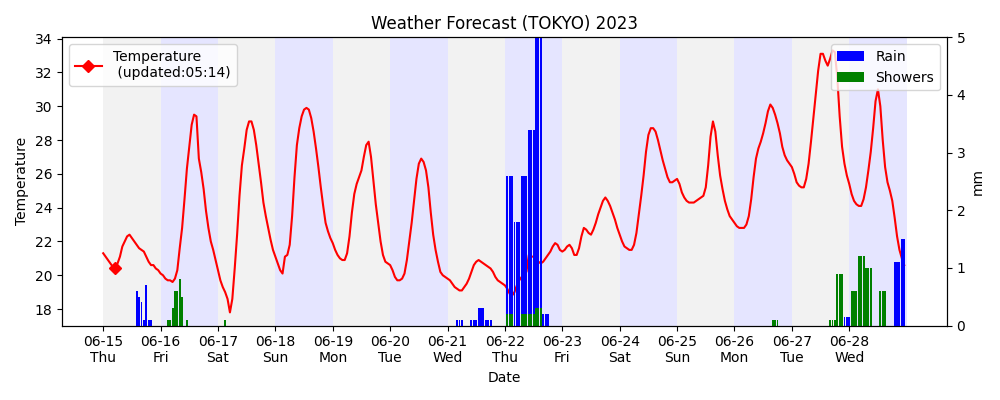 Weather Forecast (TOKYO) 2023
Temperature
(updated:05:14)
Rain
Showers
34
32
30
28
26
24
22
20
18
Temperature
5
4
3
2
1
0
mm
06-15 06-16 06-17 06-18 06-19 06-20 06-21 06-22 06-23 06-24 06-25 06-26 06-27 06-28
Thu Fri Sat Sun Mon Tue Wed Thu Fri Sat Sun Mon Tue Wed
Date